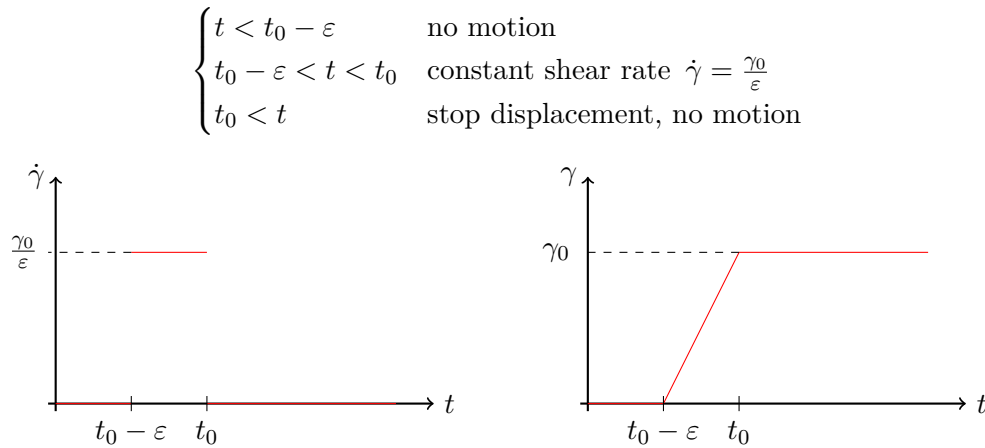 t < t₀ − ε no motion
t₀ − ε < t < t₀ constant shear rate γ̇ = γ₀/ε
t₀ < t stop displacement, no motion
γ̇
γ₀/ε
t₀ − ε t₀
t
γ
γ₀
t₀ − ε t₀
t